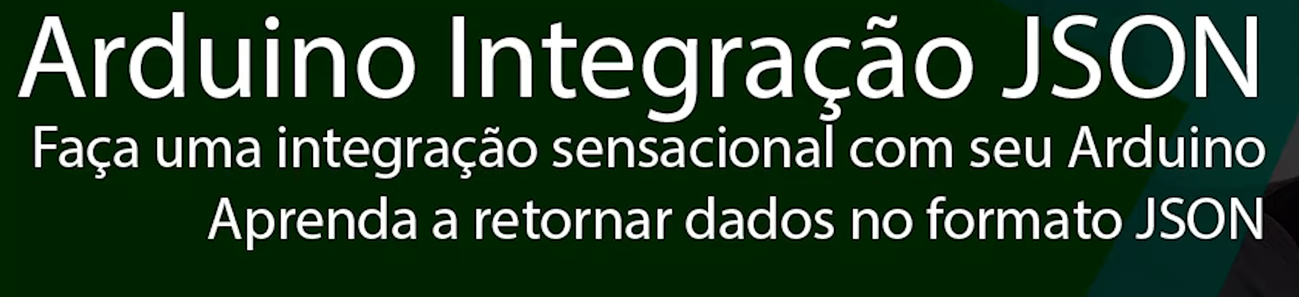 Arduino Integração JSON
Faça uma integração sensacional com seu Arduino
Aprenda a retornar dados no formato JSON